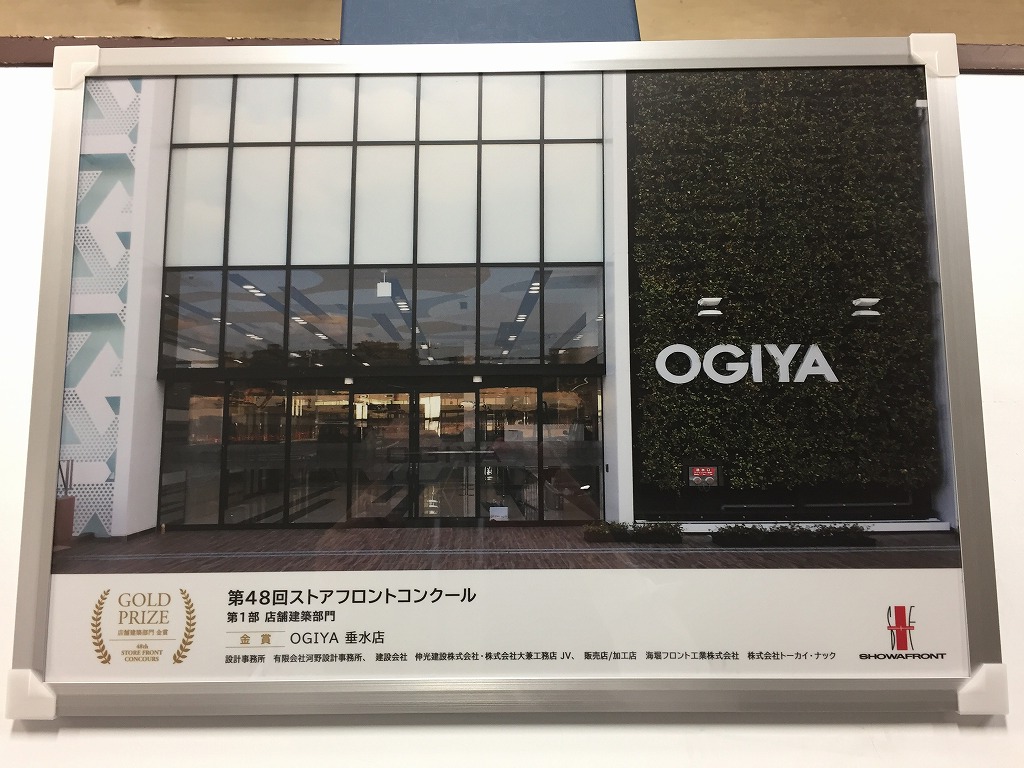 OGIYA
GOLD
PRIZE
店舗建築部門 金賞
48th
STORE FRONT
CONCOURS
第48回ストアフロントコンクール
第1部 店舗建築部門
金 賞 OGIYA 垂水店
設計事務所 有限会社河野設計事務所、 建設会社 伸光建設株式会社・株式会社大兼工務店 JV、 販売店/加工店 海堀フロント工業株式会社 株式会社トーカイ・ナック
SF
SHOWAFRONT